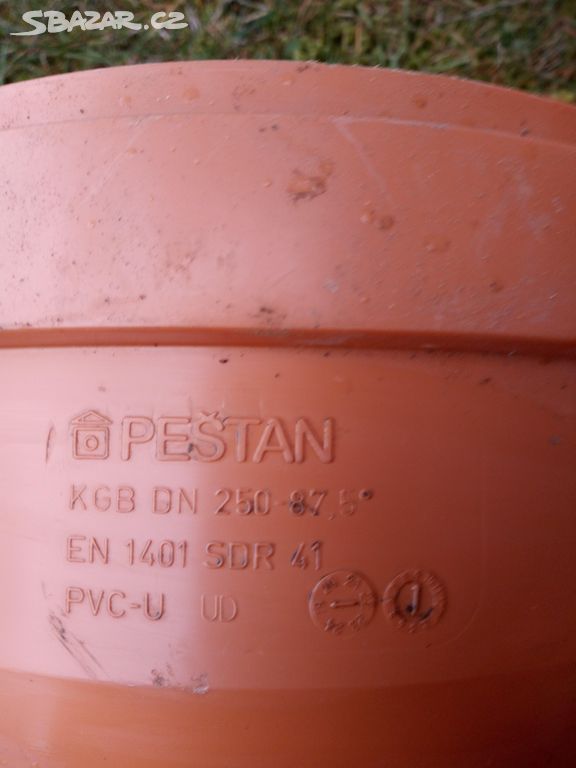 SBAZAR.CZ
PEŠTAN
KGB DN 250-87,5°
EN 1401 SDR 41
PVC-U UD